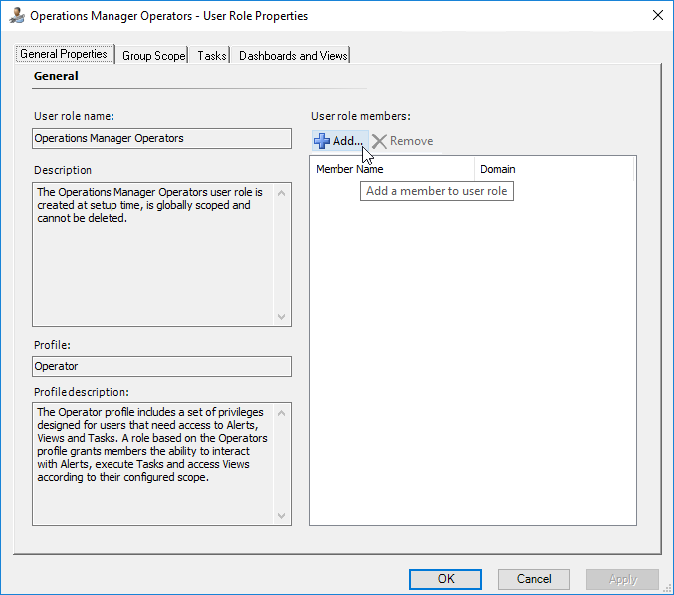 Operations Manager Operators - User Role Properties
General Properties
Group Scope
Tasks
Dashboards and Views
General
User role name:
Operations Manager Operators
Description
The Operations Manager Operators user role is
created at setup time, is globally scoped and
cannot be deleted.
Profile:
Operator
Profile description:
The Operator profile includes a set of privileges
designed for users that need access to Alerts,
Views and Tasks. A role based on the Operators
profile grants members the ability to interact
with Alerts, execute Tasks and access Views
according to their configured scope.
User role members:
Add...
Remove
Member Name
Domain
Add a member to user role
OK
Cancel
Apply